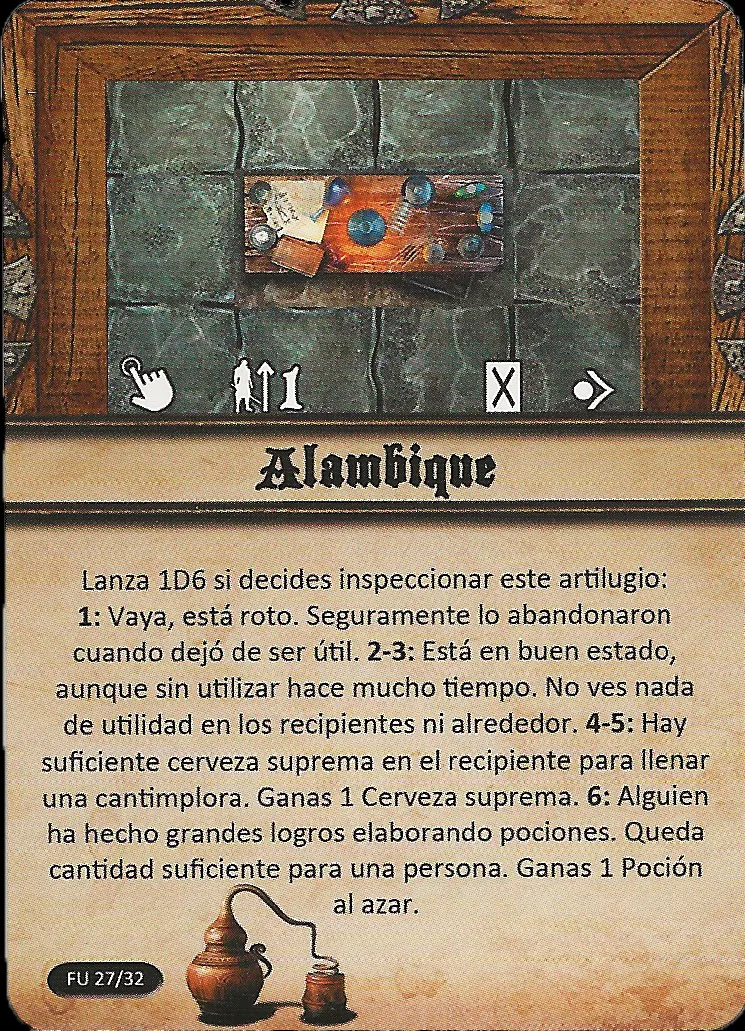 1
X
Alambique
Lanza 1D6 si decides inspeccionar este artilugio:
1: Vaya, está roto. Seguramente lo abandonaron
cuando dejó de ser útil. 2-3: Está en buen estado,
aunque sin utilizar hace mucho tiempo. No ves nada
de utilidad en los recipientes ni alrededor. 4-5: Hay
suficiente cerveza suprema en el recipiente para llenar
una cantimplora. Ganas 1 Cerveza suprema. 6: Alguien
ha hecho grandes logros elaborando pociones. Queda
cantidad suficiente para una persona. Ganas 1 Poción
al azar.
FU 27/32